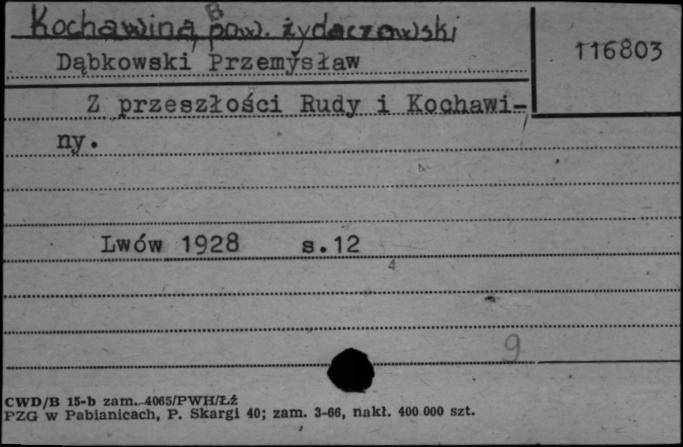 Kochawina, pow. żydaczowski
B
116803
Dąbkowski Przemysław
Z przeszłości Rudy i Kochawi-
ny.
Lwów 1928 s.12
4
9
CWD/B 15-b zam. 4065/PWH/Łż
PZG w Pabianicach, P. Skargi 40; zam. 3-66, nakł. 400 000 szt.